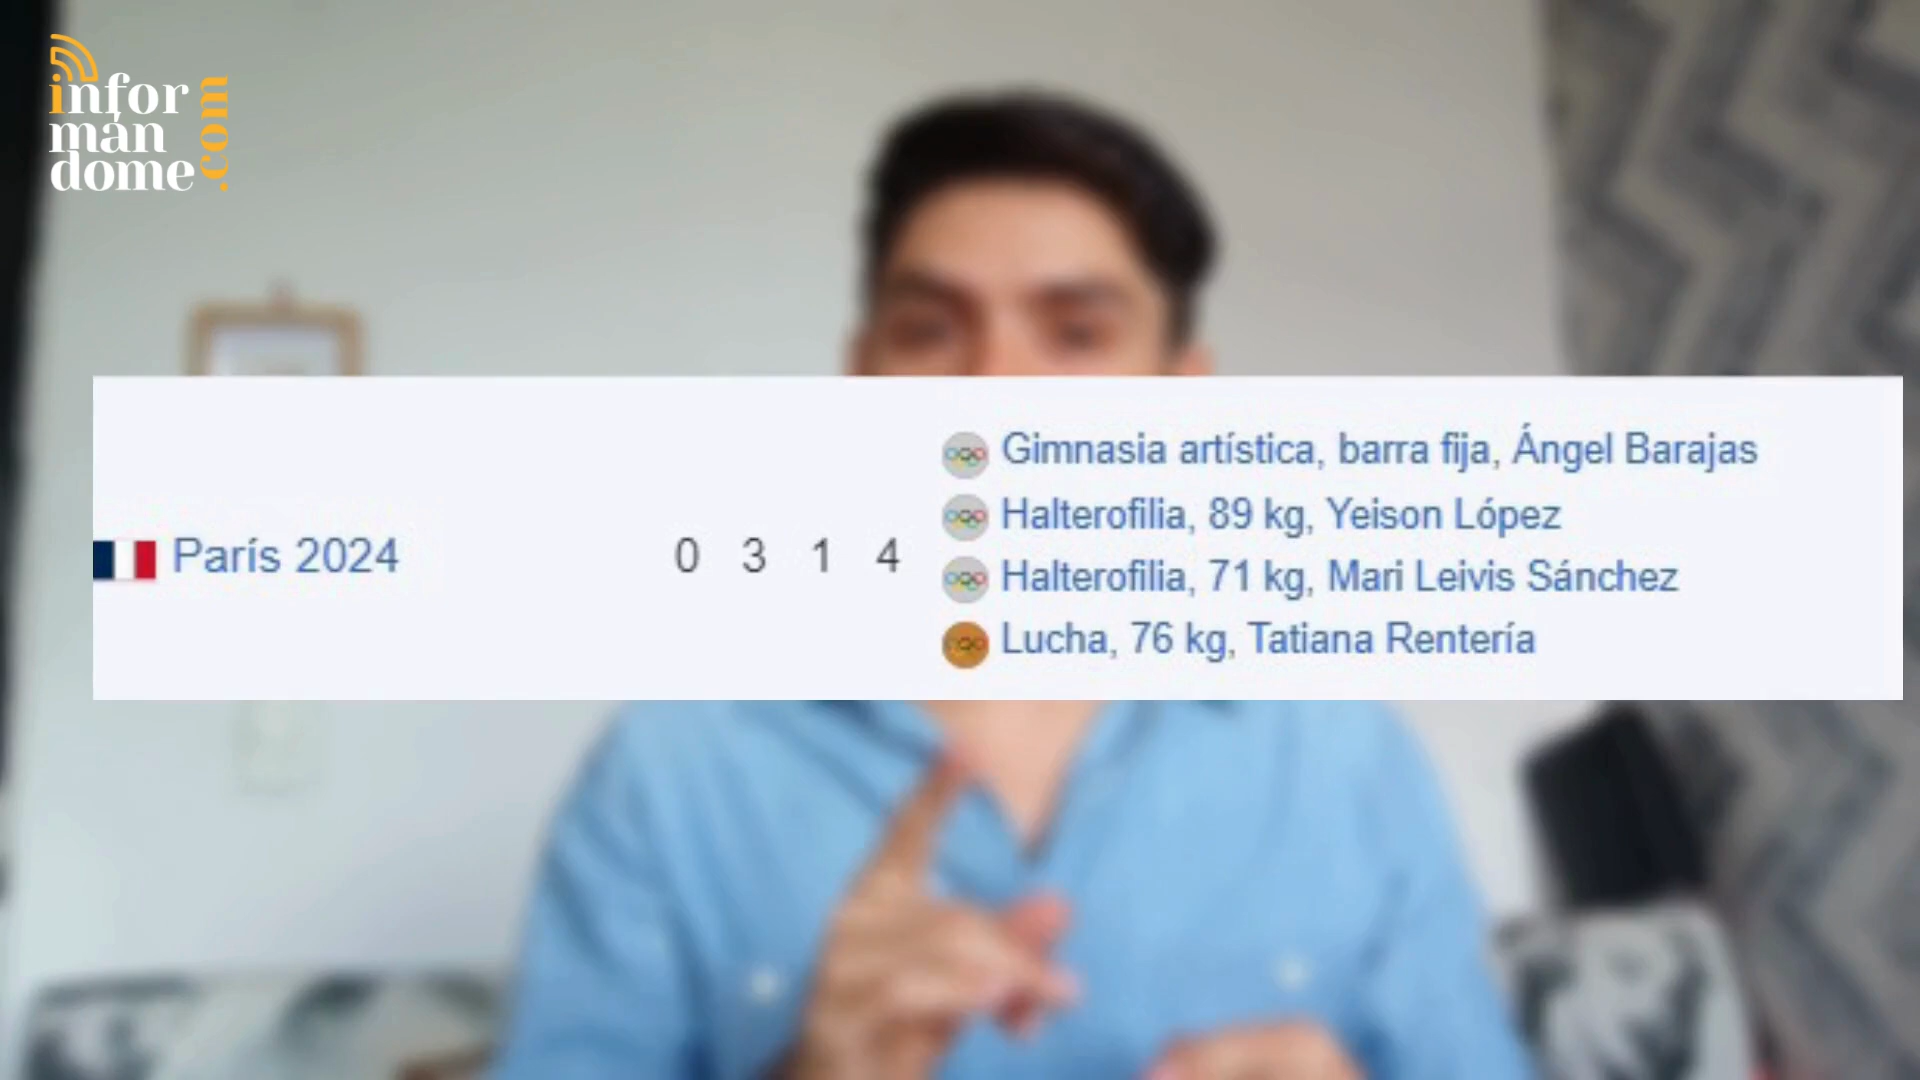 infor
mán
dome
.com
Gimnasia artística, barra fija, Ángel Barajas
Halterofilia, 89 kg, Yeison López
París 2024 0 3 1 4
Halterofilia, 71 kg, Mari Leivis Sánchez
Lucha, 76 kg, Tatiana Rentería